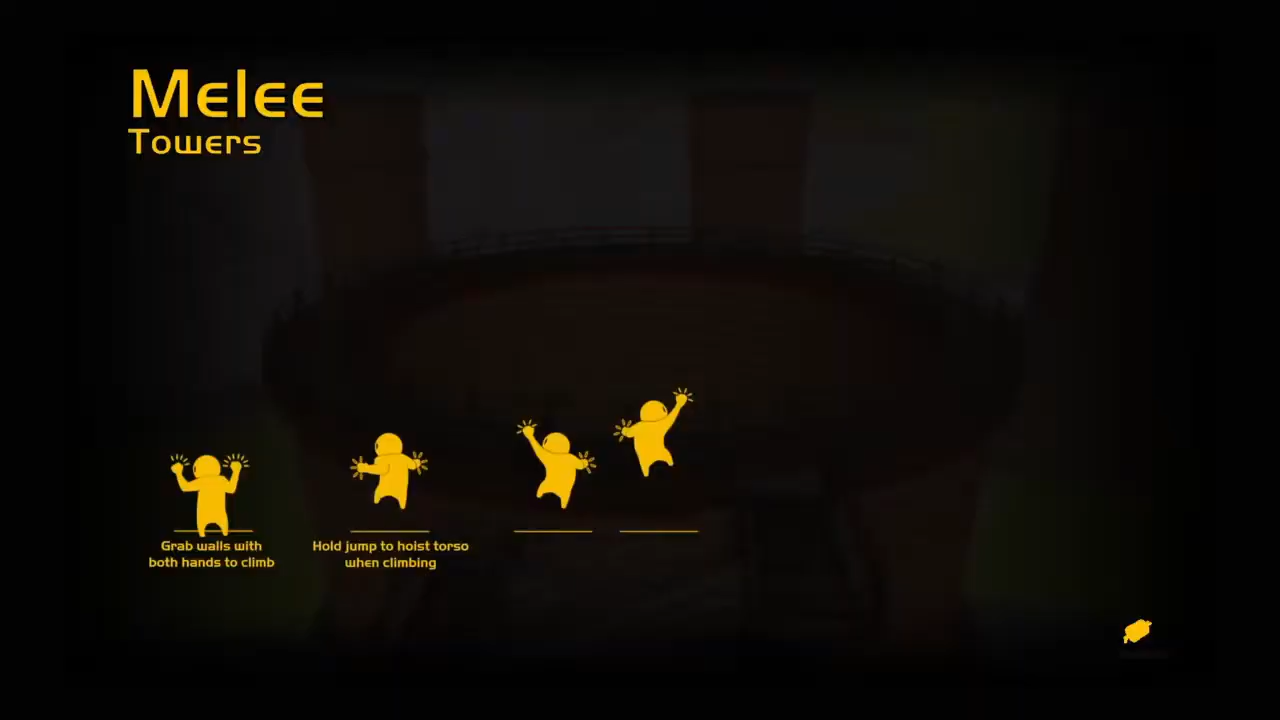 Melee
Towers
Grab walls with
both hands to climb
Hold jump to hoist torso
when climbing